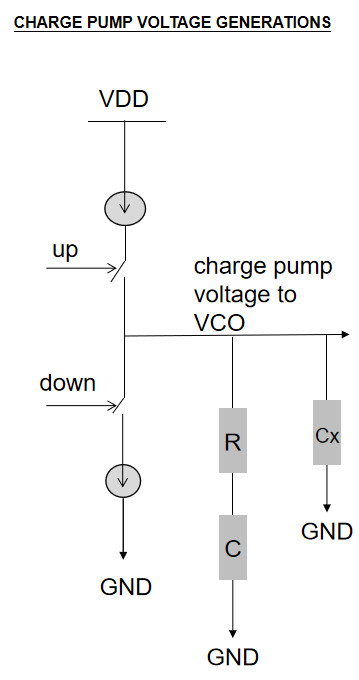 CHARGE PUMP VOLTAGE GENERATIONS
VDD
up
charge pump
voltage to
VCO
down
R
Cx
C
GND
GND
GND